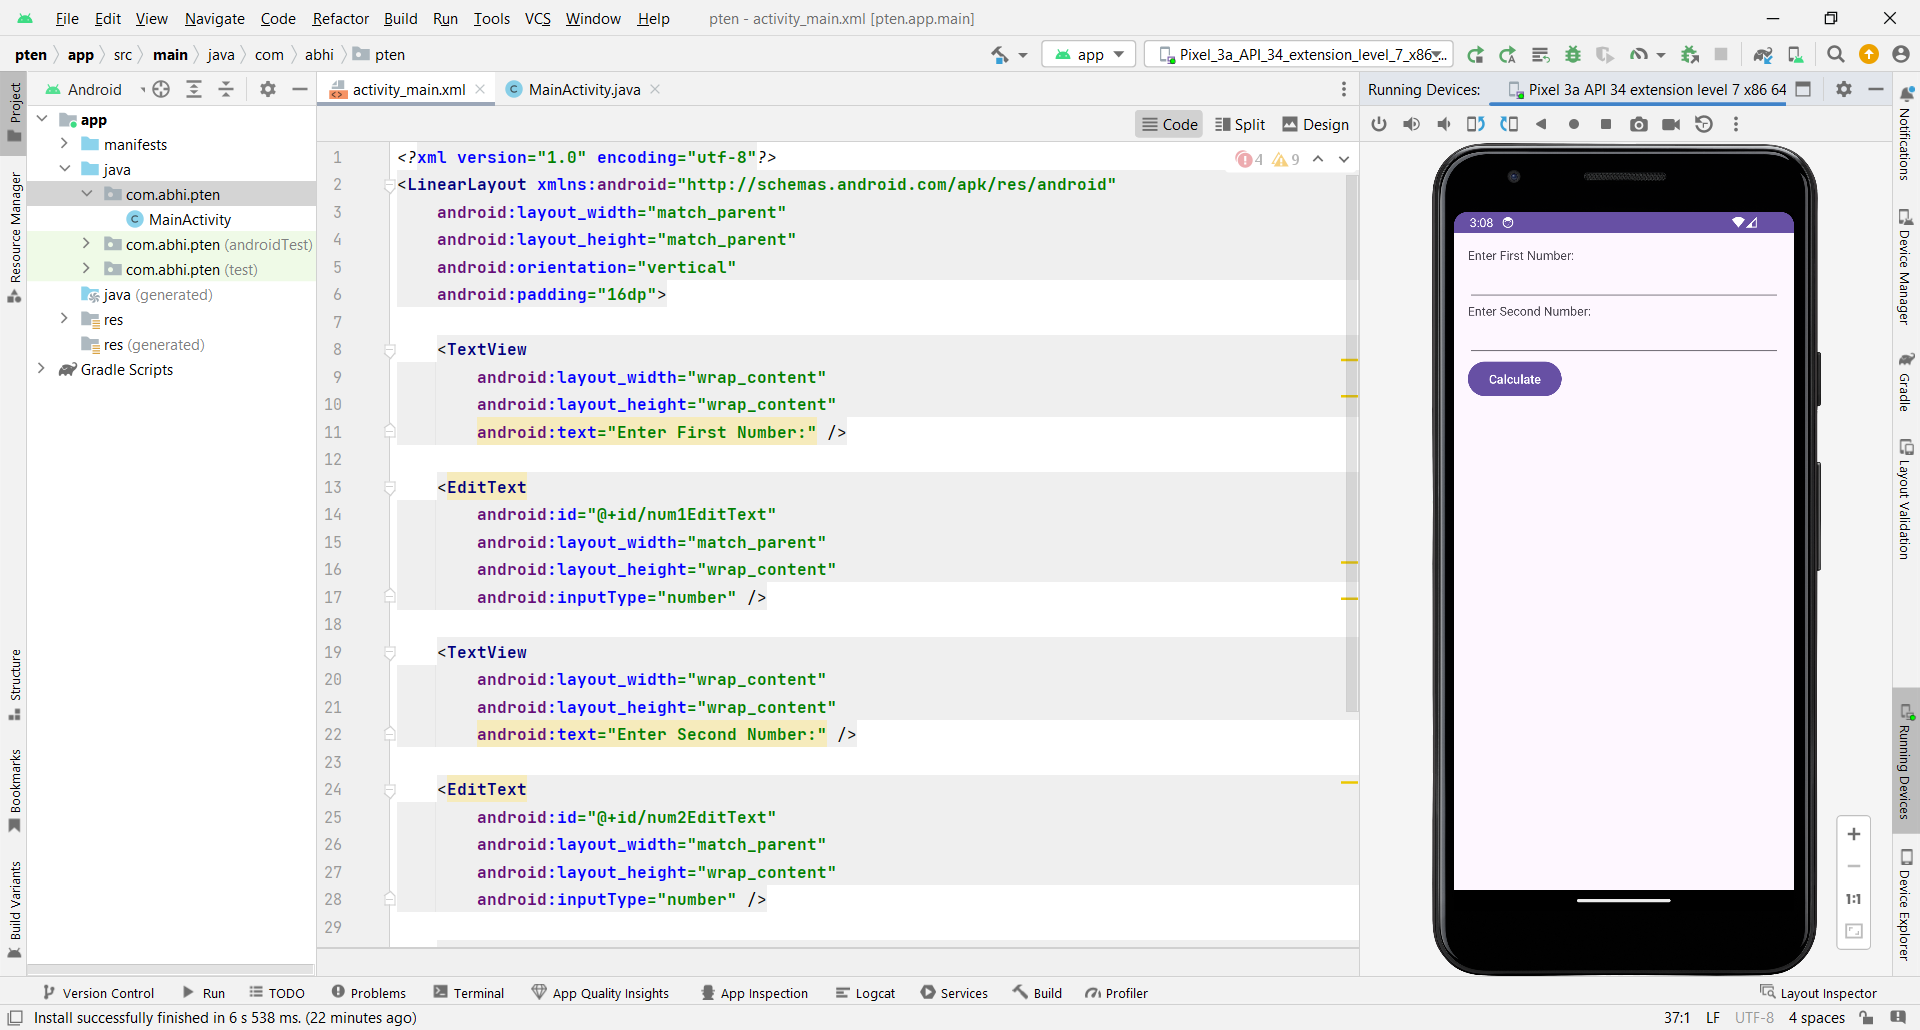 File Edit View Navigate Code Refactor Build Run Tools VCS Window Help pten - activity_main.xml [pten.app.main]
pten app src main java com abhi pten app Pixel_3a_API_34_extension_level_7_x86_
Android activity_main.xml MainActivity.java Running Devices: Pixel 3a API 34 extension level 7 x86 64
Code Split Design
Project
Resource Manager
Structure
Bookmarks
Build Variants
app
manifests
java
com.abhi.pten
MainActivity
com.abhi.pten (androidTest)
com.abhi.pten (test)
java (generated)
res
res (generated)
Gradle Scripts
4 9
1 <?xml version="1.0" encoding="utf-8"?>
2 <LinearLayout xmlns:android="http://schemas.android.com/apk/res/android"
3 android:layout_width="match_parent"
4 android:layout_height="match_parent"
5 android:orientation="vertical"
6 android:padding="16dp">
7
8 <TextView
9 android:layout_width="wrap_content"
10 android:layout_height="wrap_content"
11 android:text="Enter First Number:" />
12
13 <EditText
14 android:id="@+id/num1EditText"
15 android:layout_width="match_parent"
16 android:layout_height="wrap_content"
17 android:inputType="number" />
18
19 <TextView
20 android:layout_width="wrap_content"
21 android:layout_height="wrap_content"
22 android:text="Enter Second Number:" />
23
24 <EditText
25 android:id="@+id/num2EditText"
26 android:layout_width="match_parent"
27 android:layout_height="wrap_content"
28 android:inputType="number" />
29
3:08
Enter First Number:
Enter Second Number:
Calculate
1:1
Notifications
Device Manager
Gradle
Layout Validation
Running Devices
Device Explorer
Version Control Run TODO Problems Terminal App Quality Insights App Inspection Logcat Services Build Profiler Layout Inspector
Install successfully finished in 6 s 538 ms. (22 minutes ago) 37:1 LF UTF-8 4 spaces